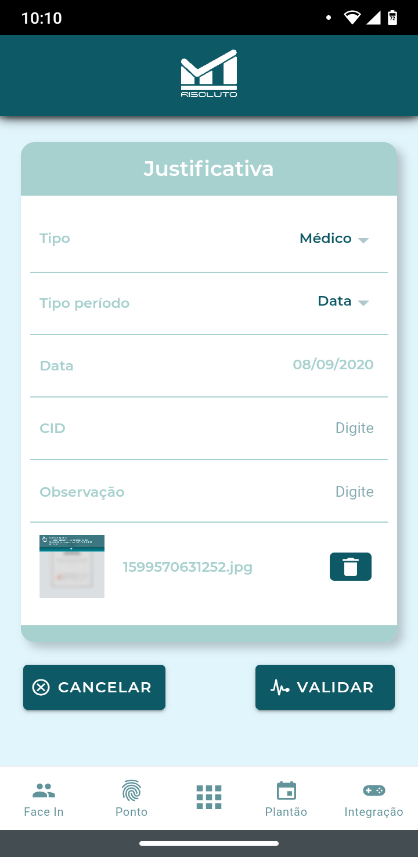 10:10
RISOLUTO
Justificativa
Tipo Médico
Tipo período Data
Data 08/09/2020
CID Digite
Observação Digite
1599570631252.jpg
CANCELAR VALIDAR
Face In Ponto Plantão Integração